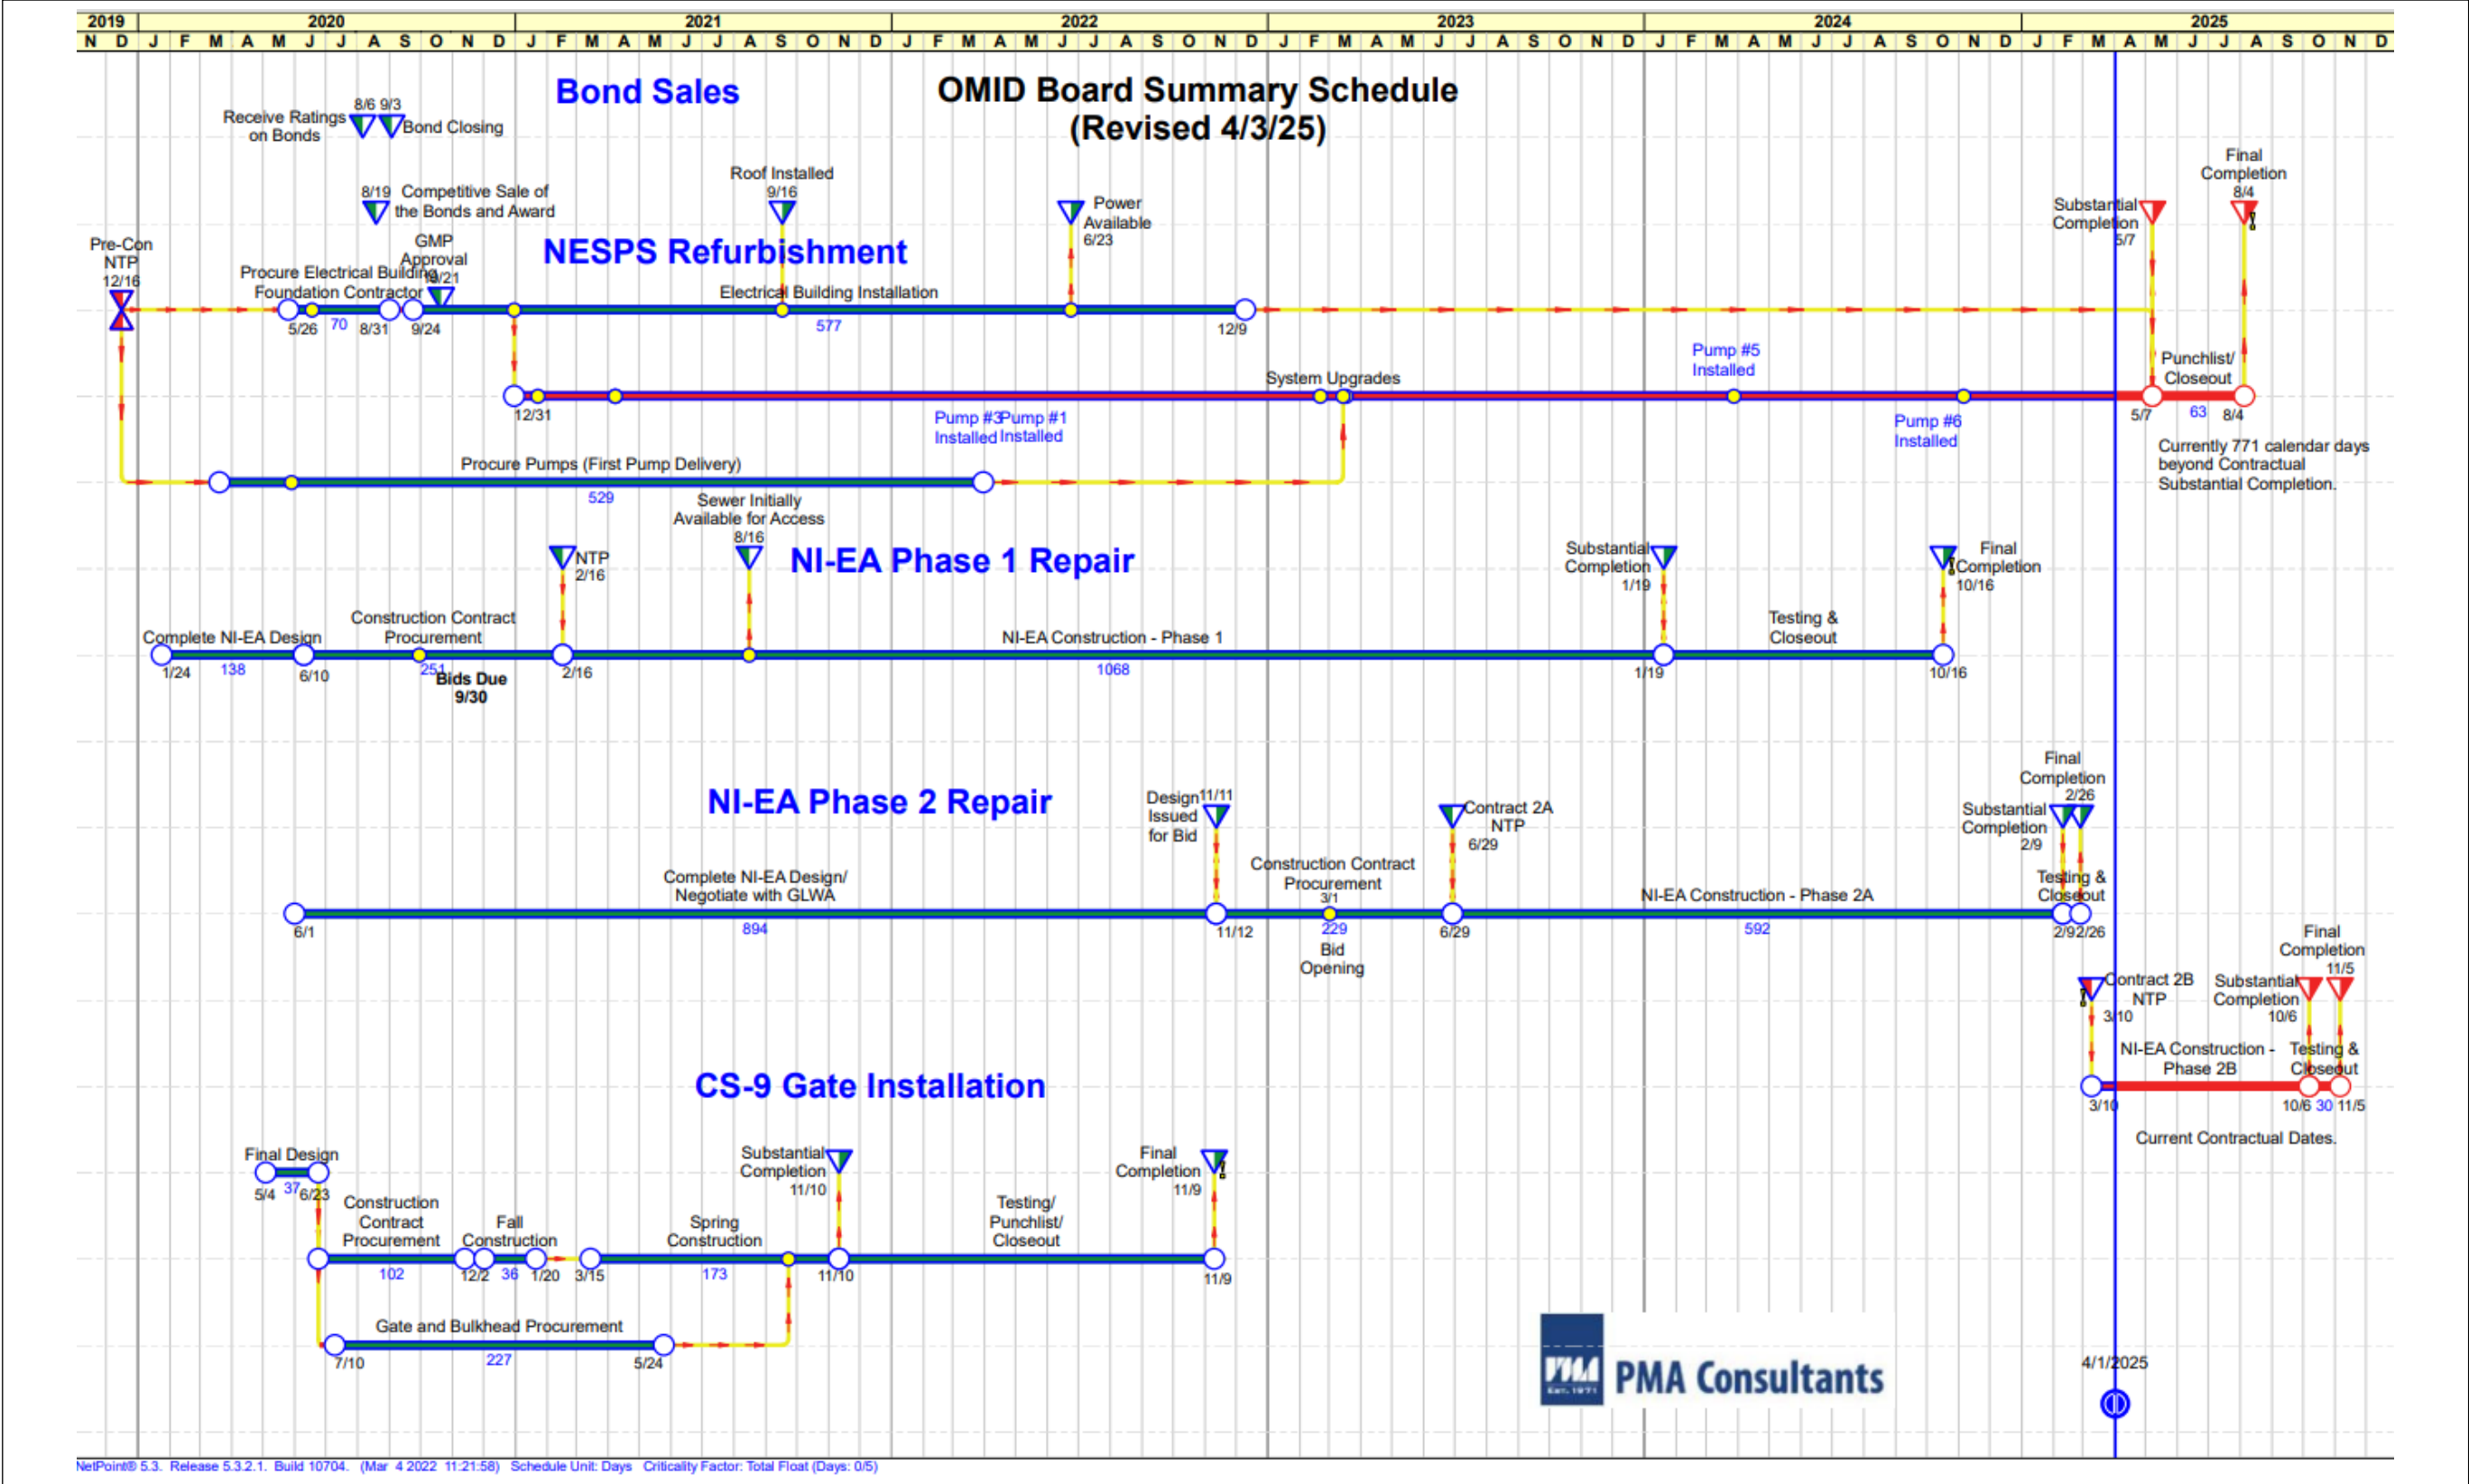 2019 2020 2021 2022 2023 2024 2025
N D J F M A M J J A S O N D J F M A M J J A S O N D J F M A M J J A S O N D J F M A M J J A S O N D J F M A M J J A S O N D J F M A M J J A S O N D
Bond Sales
OMID Board Summary Schedule
(Revised 4/3/25)
8/6 9/3
Receive Ratings
on Bonds
Bond Closing
8/19 Competitive Sale of
the Bonds and Award
Roof Installed
9/16
Power
Available
6/23
Substantial
Completion
5/7
Final
Completion
8/4
NESPS Refurbishment
Pre-Con
NTP
12/16
GMP
Approval
10/21
Procure Electrical Building
Foundation Contractor
Electrical Building Installation
5/26 70 8/31 9/24 577 12/9
Pump #5
Installed
System Upgrades
Punchlist/
Closeout
12/31
Pump #3
Installed
Pump #1
Installed
Pump #6
Installed
5/7 63 8/4
Currently 771 calendar days
beyond Contractual
Substantial Completion.
Procure Pumps (First Pump Delivery)
529
Sewer Initially
Available for Access
8/16
NI-EA Phase 1 Repair
NTP
2/16
Substantial
Completion
1/19
Final
Completion
10/16
Complete NI-EA Design
Construction Contract
Procurement
NI-EA Construction - Phase 1
Testing &
Closeout
1/24 138 6/10 251 2/16 1068 1/19 10/16
Bids Due
9/30
NI-EA Phase 2 Repair
Design
Issued
for Bid
11/11
Contract 2A
NTP
6/29
Substantial
Completion
2/9
Final
Completion
2/26
Complete NI-EA Design/
Negotiate with GLWA
Construction Contract
Procurement
3/1
NI-EA Construction - Phase 2A
Testing &
Closeout
6/1 894 11/12 229 6/29 592 2/9 2/26
Bid
Opening
Contract 2B
NTP
3/10
Substantial
Completion
10/6
Final
Completion
11/5
NI-EA Construction -
Phase 2B
Testing &
Closeout
3/10 10/6 30 11/5
Current Contractual Dates.
CS-9 Gate Installation
Final Design
5/4 37 6/23
Substantial
Completion
11/10
Final
Completion
11/9
Construction
Contract
Procurement
Fall
Construction
Spring
Construction
Testing/
Punchlist/
Closeout
102 12/2 36 1/20 3/15 173 11/10 11/9
Gate and Bulkhead Procurement
7/10 227 5/24
PMA
Est. 1971
PMA Consultants
4/1/2025
NetPoint® 5.3. Release 5.3.2.1. Build 10704. (Mar 4 2022 11:21:58) Schedule Unit: Days Criticality Factor: Total Float (Days: 0/5)